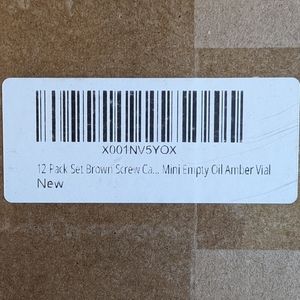 X001NV5YOX
12 Pack Set Brown Screw Ca... Mini Empty Oil Amber Vial
New